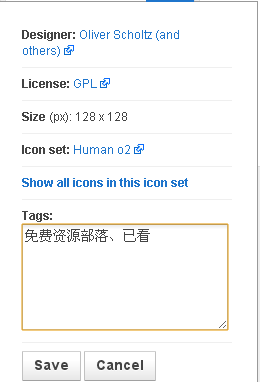 Designer: Oliver Scholtz (and
others)
License: GPL
Size (px): 128 x 128
Icon set: Human o2
Show all icons in this icon set
Tags:
免费资源部落、已看
Save Cancel